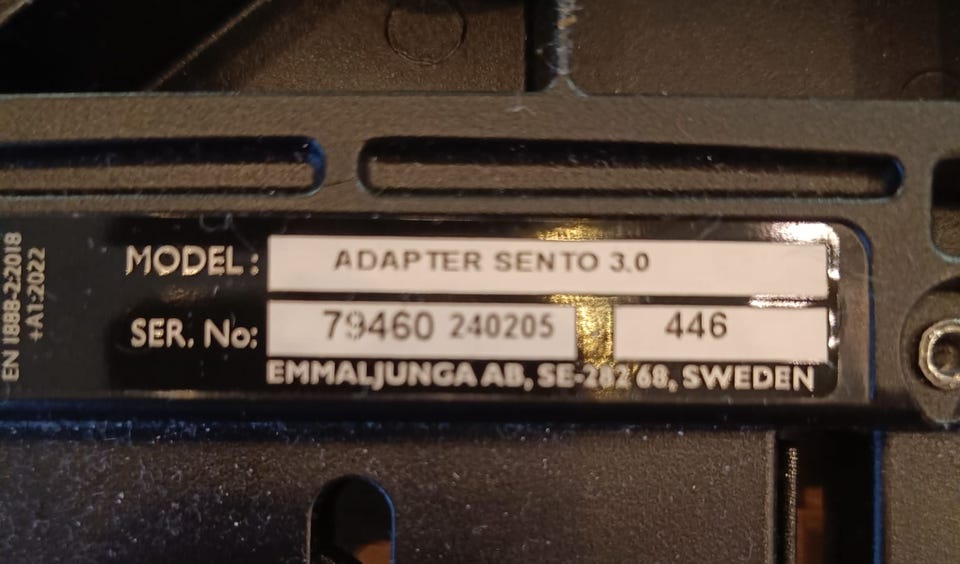 EN 1888-2:2018
+A1:2022
MODEL: ADAPTER SENTO 3.0
SER. No: 79460 240205 446
EMMALJUNGA AB, SE-282 68, SWEDEN